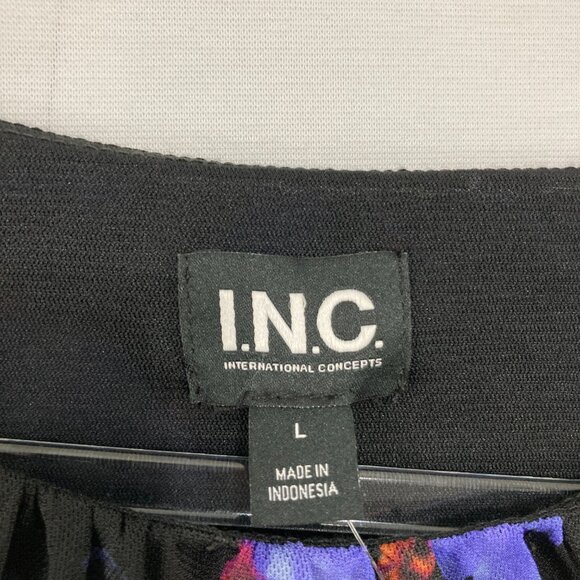 I.N.C.
INTERNATIONAL CONCEPTS
L
MADE IN
INDONESIA